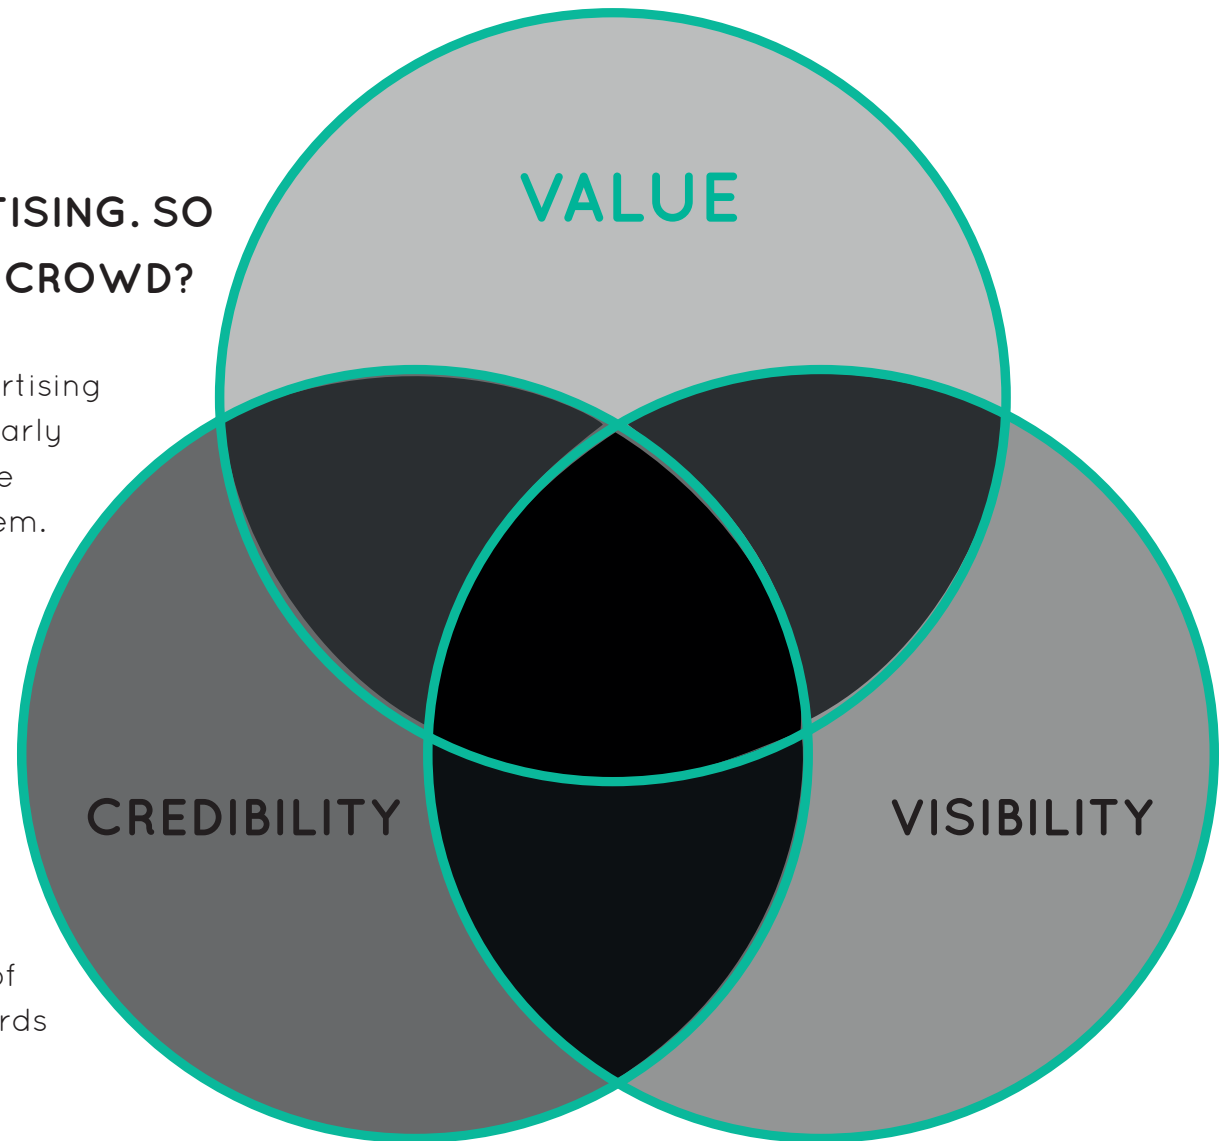 TISING. SO
CROWD?
rtising
arly
e
em.
of
rds
VALUE
CREDIBILITY
VISIBILITY